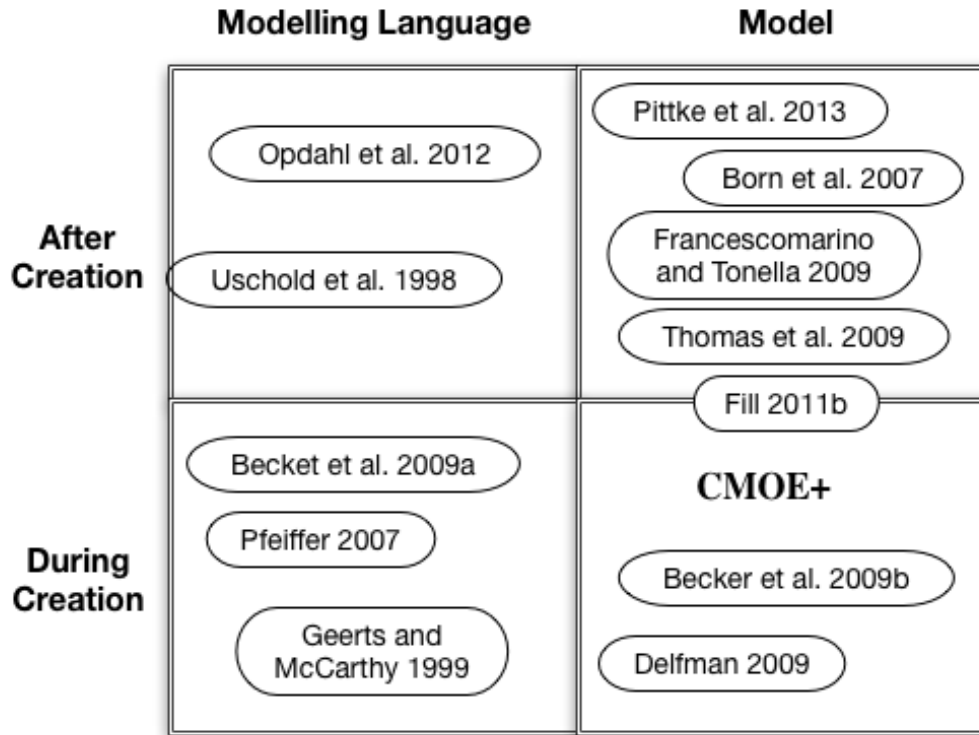 Modelling Language
Model
After
Creation
Opdahl et al. 2012
Uschold et al. 1998
Pittke et al. 2013
Born et al. 2007
Francescomarino
and Tonella 2009
Thomas et al. 2009
Fill 2011b
During
Creation
Becket et al. 2009a
Pfeiffer 2007
Geerts and
McCarthy 1999
CMOE+
Becker et al. 2009b
Delfman 2009